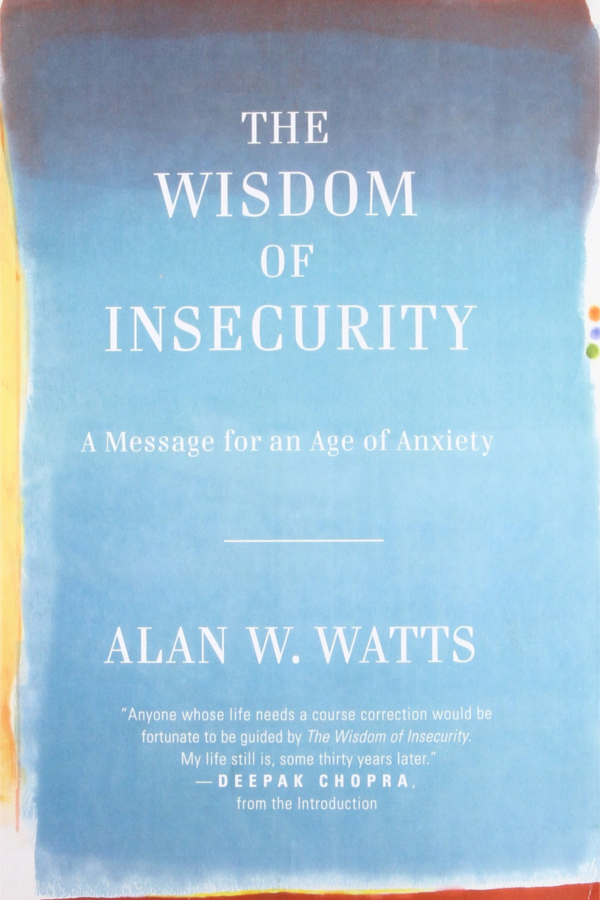 THE
WISDOM
OF
INSECURITY
A Message for an Age of Anxiety
ALAN W. WATTS
“Anyone whose life needs a course correction would be
fortunate to be guided by The Wisdom of Insecurity.
My life still is, some thirty years later.”
—DEEPAK CHOPRA,
from the Introduction